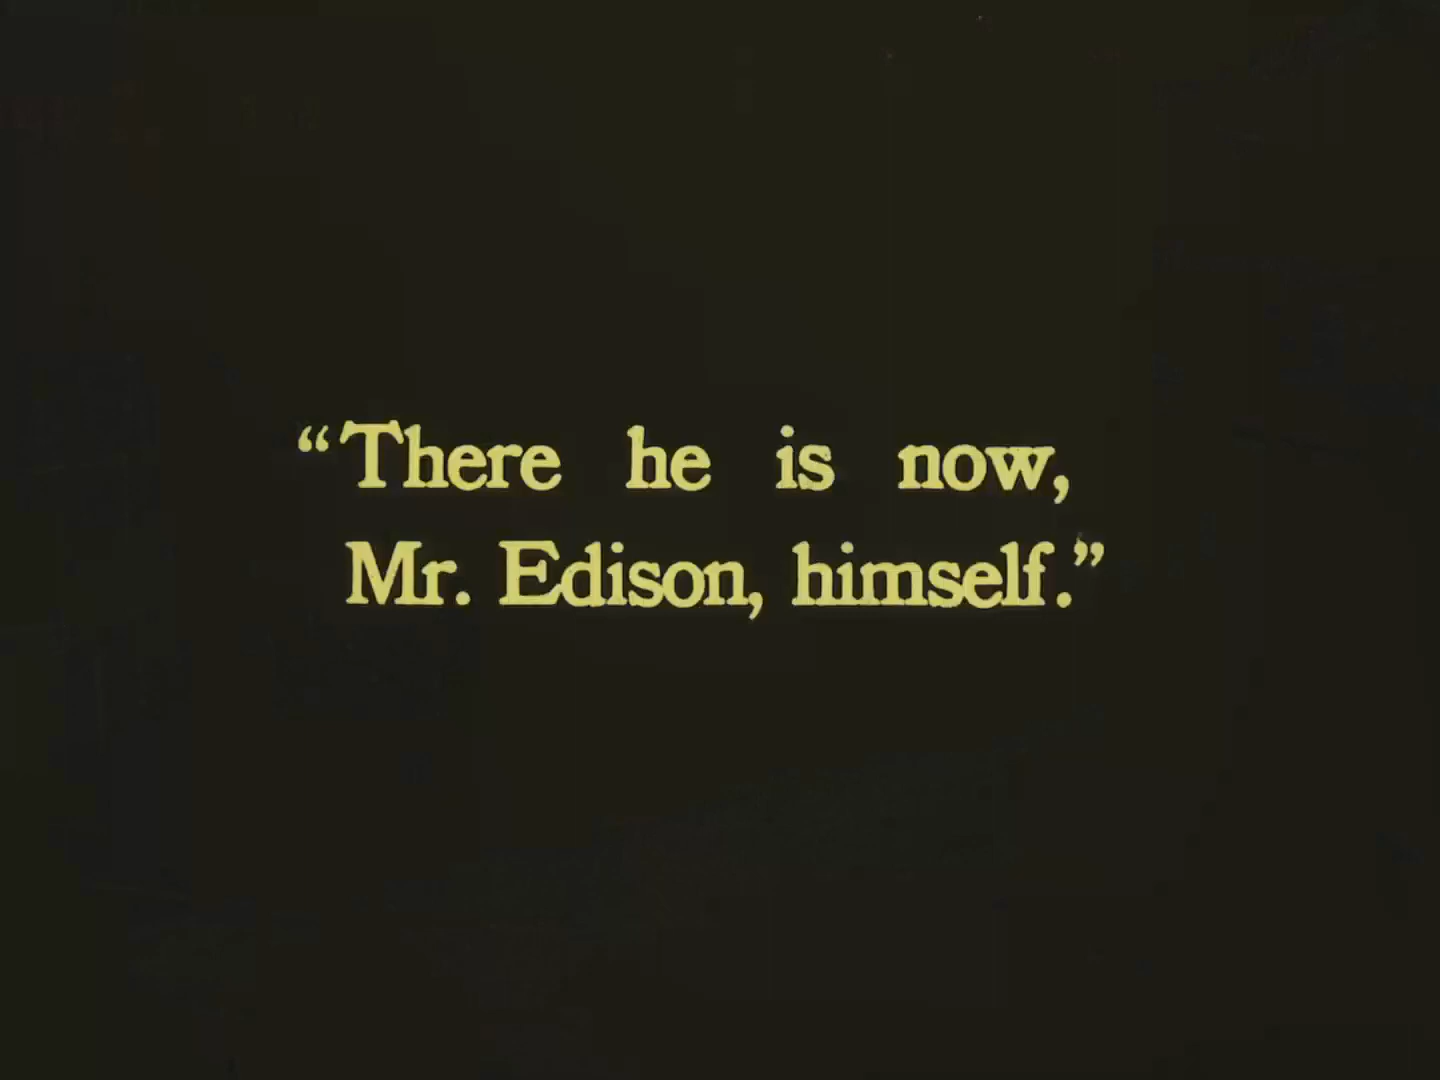 “There he is now,
Mr. Edison, himself.”